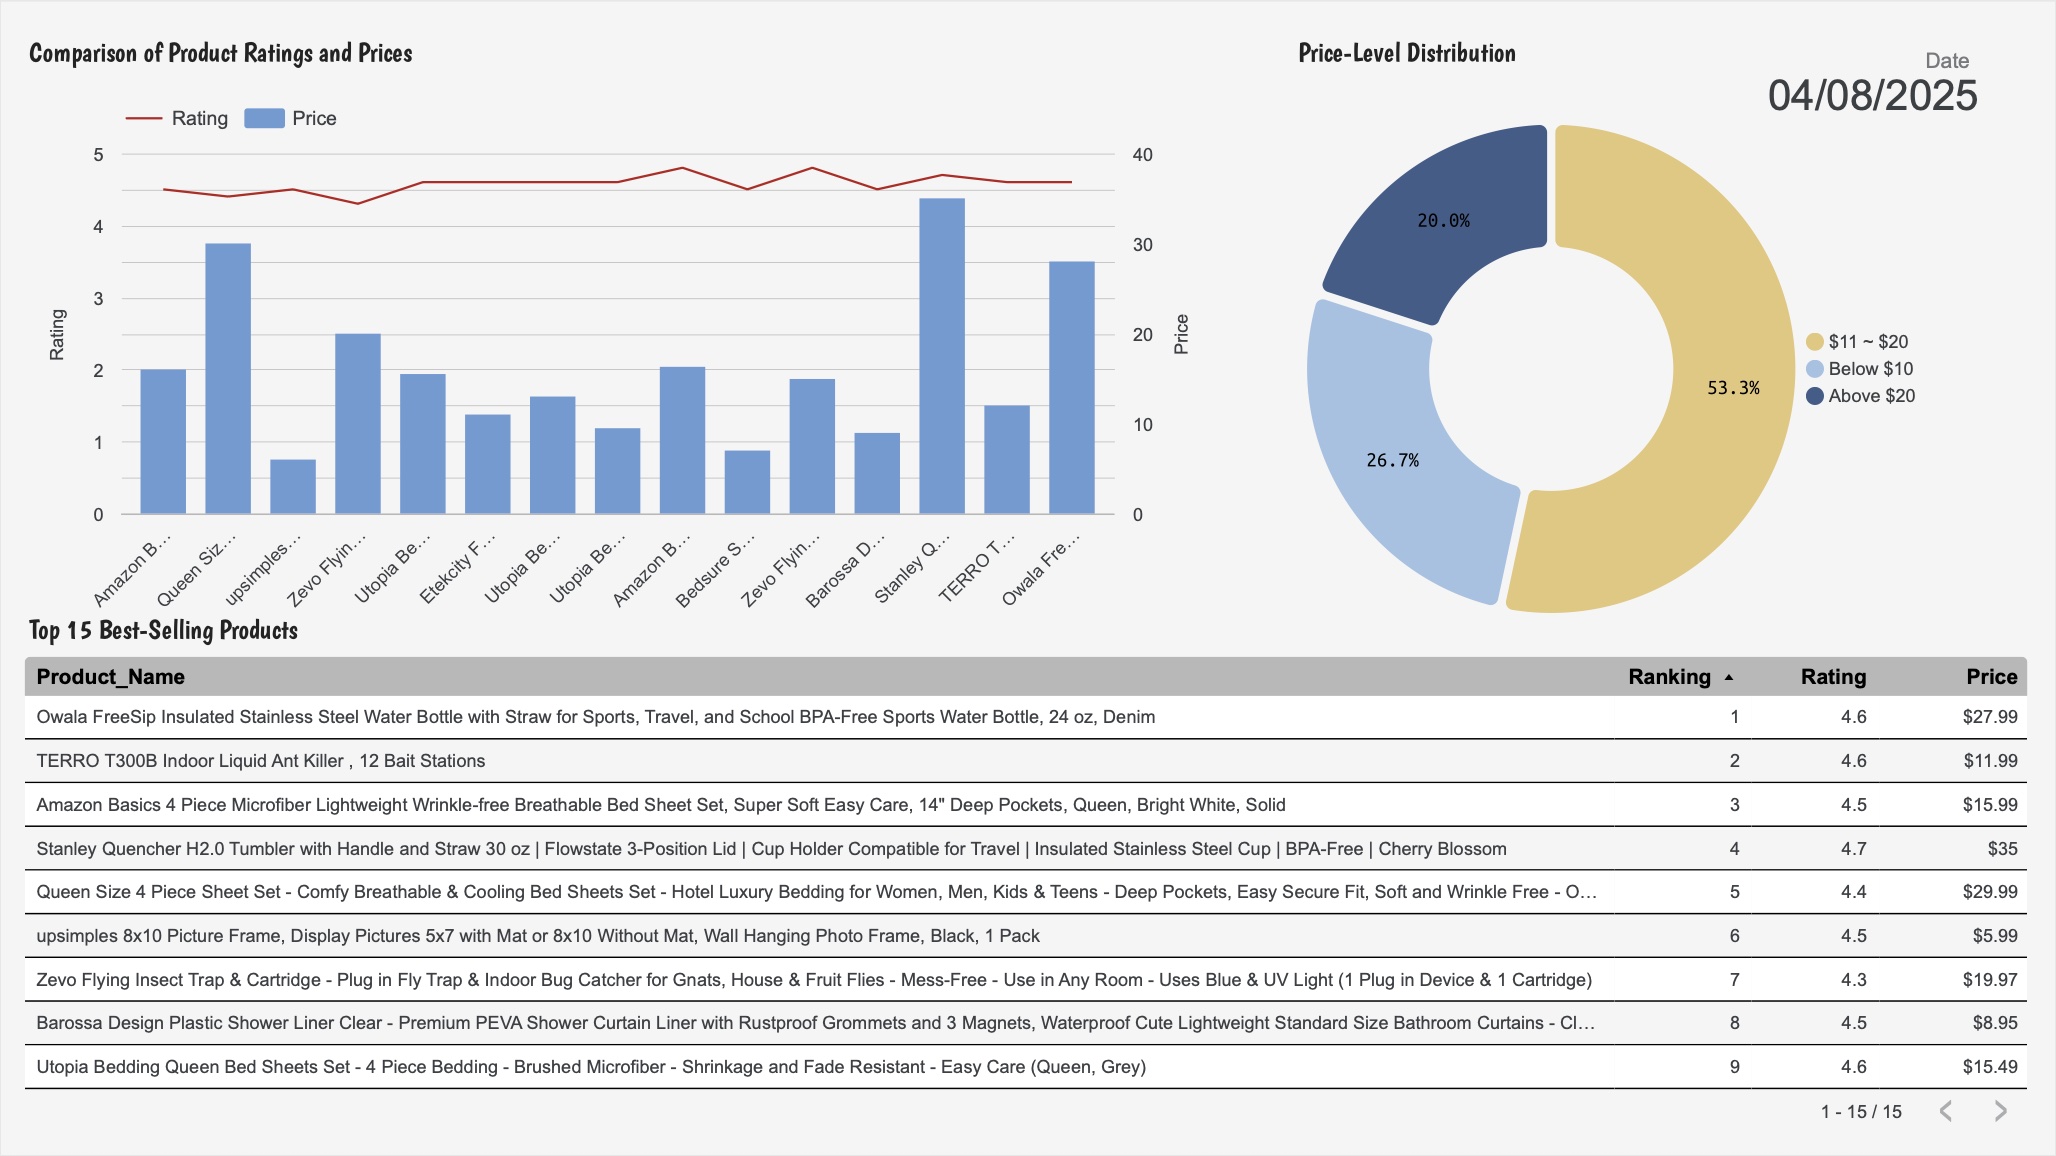 Comparison of Product Ratings and Prices
Rating
Price
5
4
3
2
1
0
Rating
40
30
20
10
0
Price
Amazon B…
Queen Siz…
upsimples…
Zevo Flyin…
Utopia Be…
Etekcity F…
Utopia Be…
Utopia Be…
Amazon B…
Bedsure S…
Zevo Flyin…
Barossa D…
Stanley Q…
TERRO T…
Owala Fre…
Price-Level Distribution
Date
04/08/2025
20.0%
53.3%
26.7%
$11 ~ $20
Below $10
Above $20
Top 15 Best-Selling Products
Product_Name Ranking Rating Price
Owala FreeSip Insulated Stainless Steel Water Bottle with Straw for Sports, Travel, and School BPA-Free Sports Water Bottle, 24 oz, Denim 1 4.6 $27.99
TERRO T300B Indoor Liquid Ant Killer , 12 Bait Stations 2 4.6 $11.99
Amazon Basics 4 Piece Microfiber Lightweight Wrinkle-free Breathable Bed Sheet Set, Super Soft Easy Care, 14" Deep Pockets, Queen, Bright White, Solid 3 4.5 $15.99
Stanley Quencher H2.0 Tumbler with Handle and Straw 30 oz | Flowstate 3-Position Lid | Cup Holder Compatible for Travel | Insulated Stainless Steel Cup | BPA-Free | Cherry Blossom 4 4.7 $35
Queen Size 4 Piece Sheet Set - Comfy Breathable & Cooling Bed Sheets Set - Hotel Luxury Bedding for Women, Men, Kids & Teens - Deep Pockets, Easy Secure Fit, Soft and Wrinkle Free - O… 5 4.4 $29.99
upsimples 8x10 Picture Frame, Display Pictures 5x7 with Mat or 8x10 Without Mat, Wall Hanging Photo Frame, Black, 1 Pack 6 4.5 $5.99
Zevo Flying Insect Trap & Cartridge - Plug in Fly Trap & Indoor Bug Catcher for Gnats, House & Fruit Flies - Mess-Free - Use in Any Room - Uses Blue & UV Light (1 Plug in Device & 1 Cartridge) 7 4.3 $19.97
Barossa Design Plastic Shower Liner Clear - Premium PEVA Shower Curtain Liner with Rustproof Grommets and 3 Magnets, Waterproof Cute Lightweight Standard Size Bathroom Curtains - Cl… 8 4.5 $8.95
Utopia Bedding Queen Bed Sheets Set - 4 Piece Bedding - Brushed Microfiber - Shrinkage and Fade Resistant - Easy Care (Queen, Grey) 9 4.6 $15.49
1 - 15 / 15